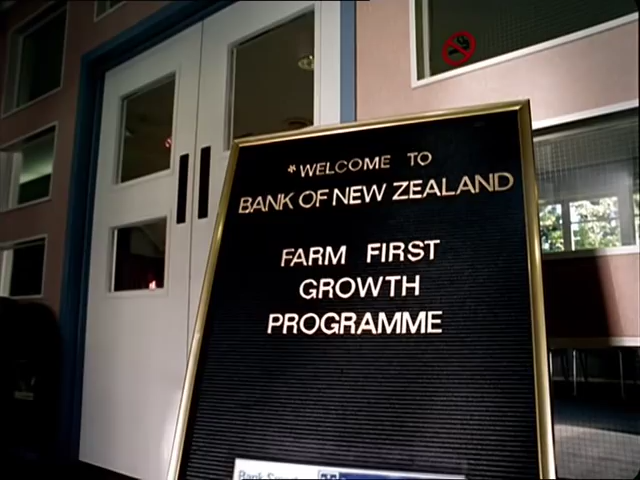 *WELCOME TO
BANK OF NEW ZEALAND
FARM FIRST
GROWTH
PROGRAMME